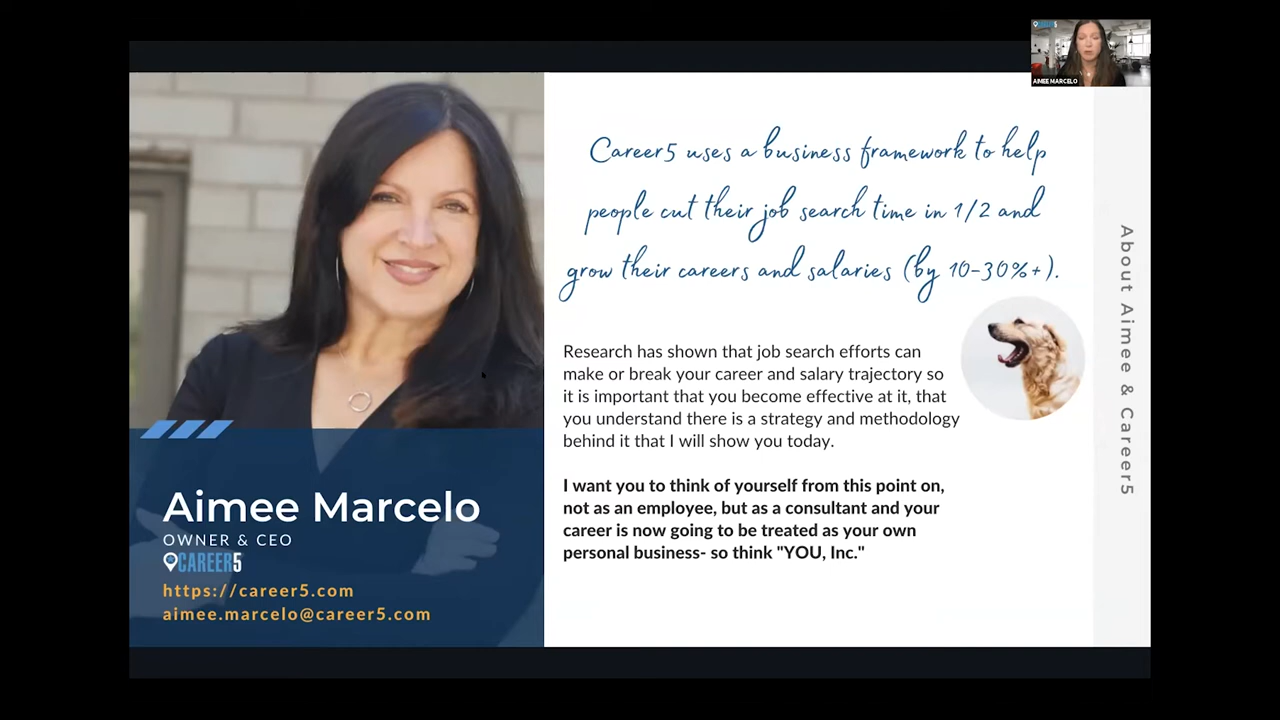 CAREER5
AIMEE MARCELO
Career5 uses a business framework to help
people cut their job search time in 1/2 and
grow their careers and salaries (by 10-30%+).
Research has shown that job search efforts can
make or break your career and salary trajectory so
it is important that you become effective at it, that
you understand there is a strategy and methodology
behind it that I will show you today.
I want you to think of yourself from this point on,
not as an employee, but as a consultant and your
career is now going to be treated as your own
personal business- so think "YOU, Inc."
About Aimee & Career5
Aimee Marcelo
OWNER & CEO
CAREER5
https://career5.com
aimee.marcelo@career5.com